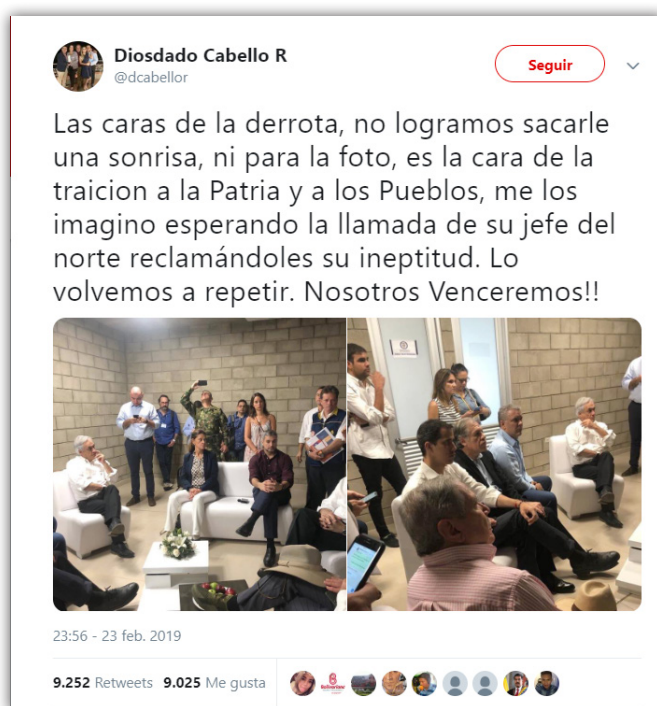 Diosdado Cabello R
@dcabellor
Seguir
Las caras de la derrota, no logramos sacarle
una sonrisa, ni para la foto, es la cara de la
traicion a la Patria y a los Pueblos, me los
imagino esperando la llamada de su jefe del
norte reclamándoles su ineptitud. Lo
volvemos a repetir. Nosotros Venceremos!!
23:56 - 23 feb. 2019
9.252 Retweets 9.025 Me gusta